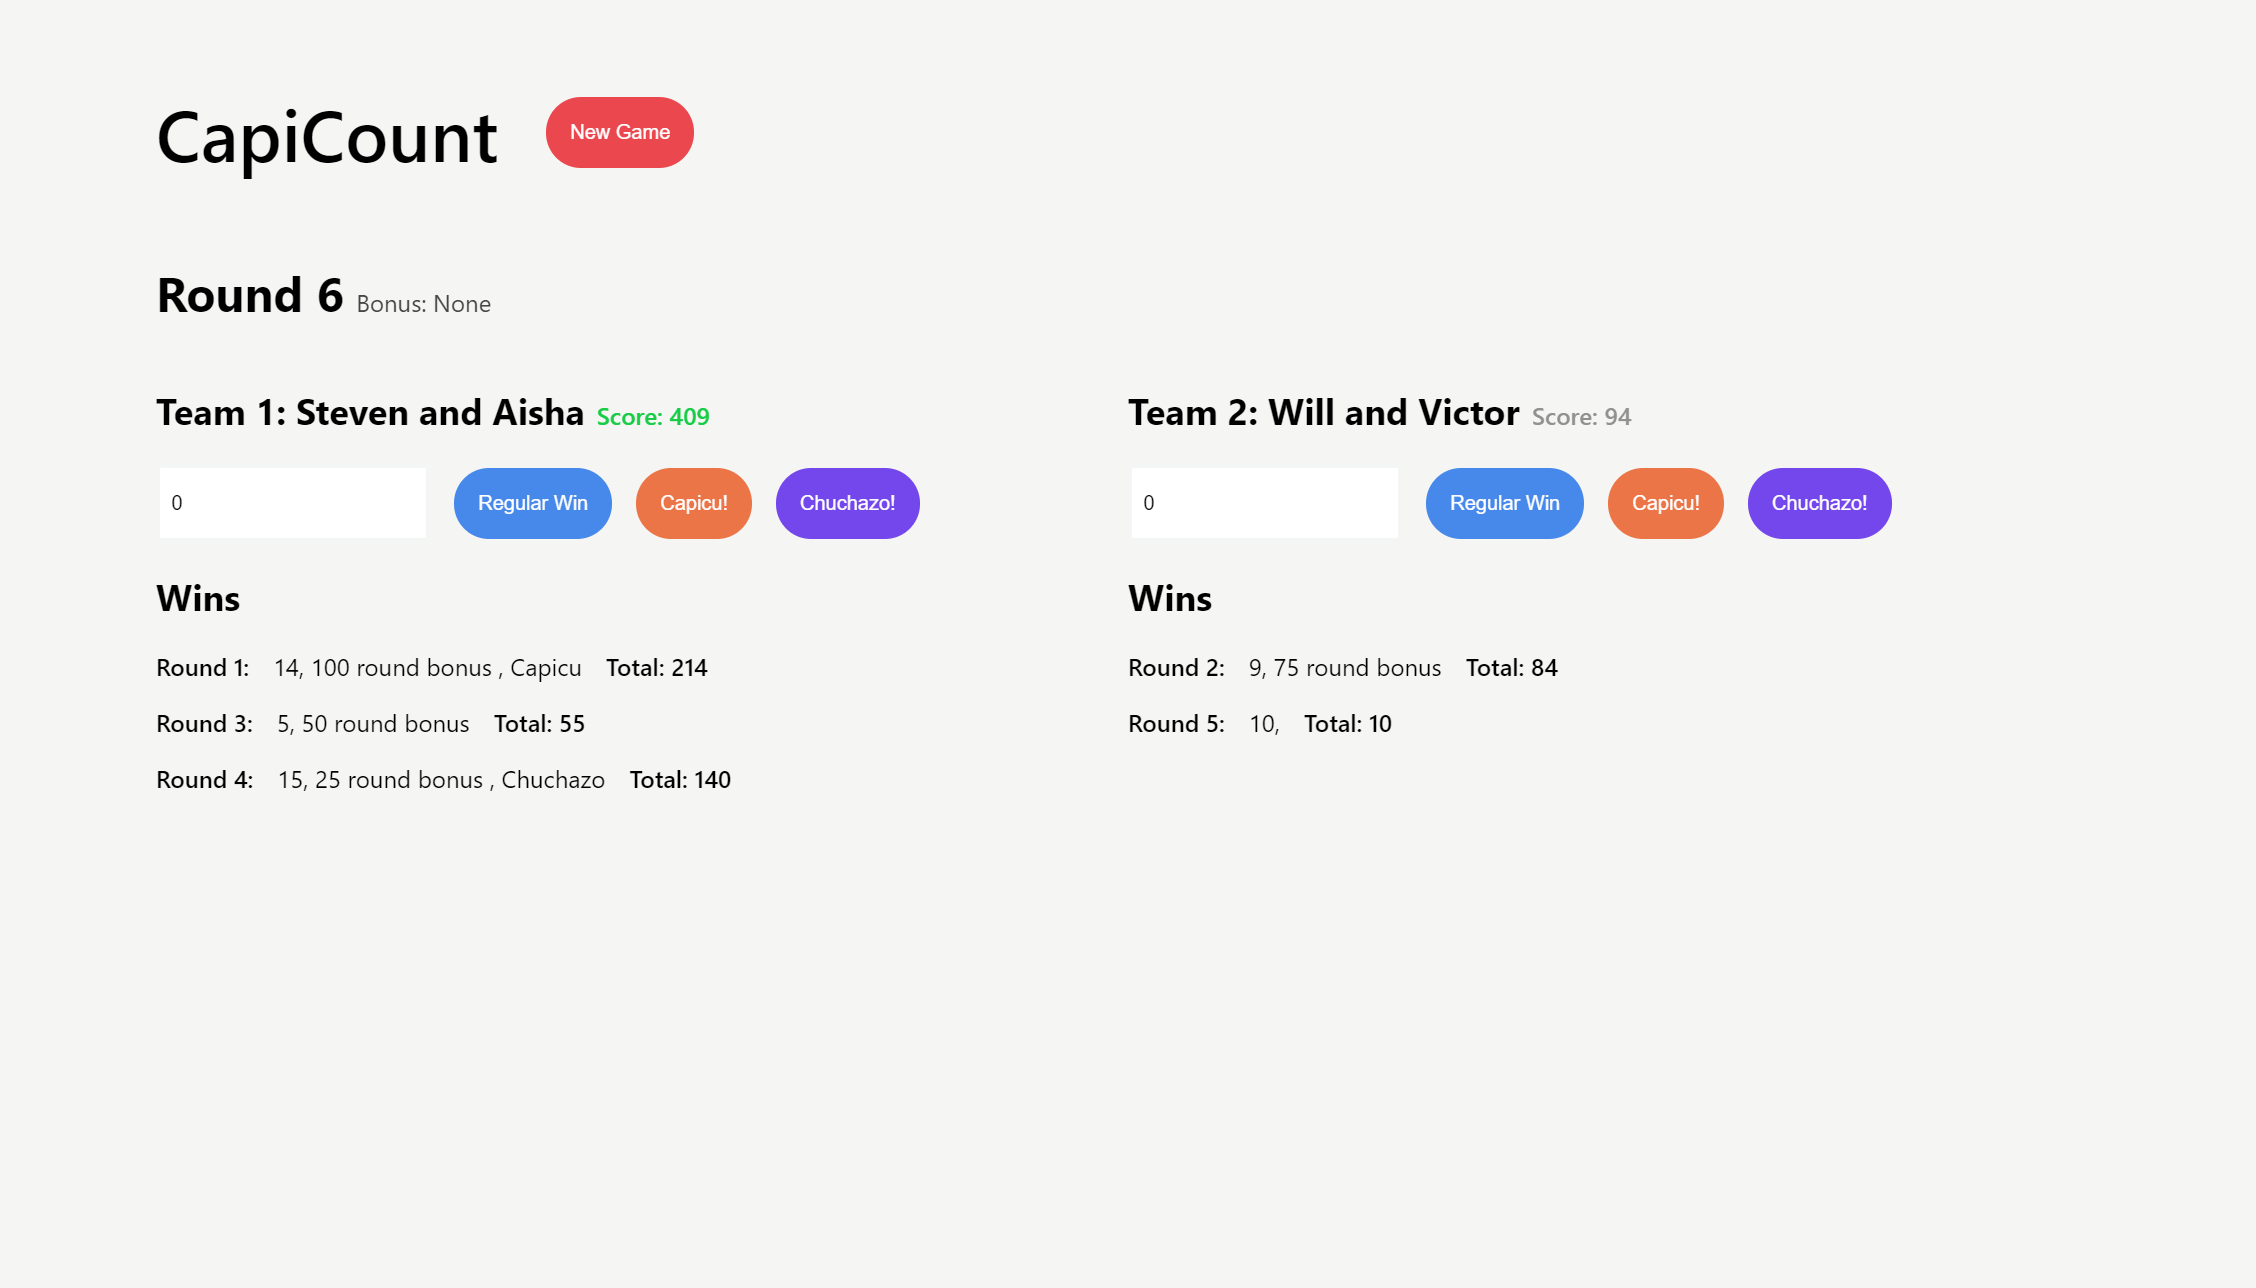 CapiCount New Game
Round 6 Bonus: None
Team 1: Steven and Aisha Score: 409
0 Regular Win Capicu! Chuchazo!
Wins
Round 1: 14, 100 round bonus , Capicu Total: 214
Round 3: 5, 50 round bonus Total: 55
Round 4: 15, 25 round bonus , Chuchazo Total: 140
Team 2: Will and Victor Score: 94
0 Regular Win Capicu! Chuchazo!
Wins
Round 2: 9, 75 round bonus Total: 84
Round 5: 10, Total: 10